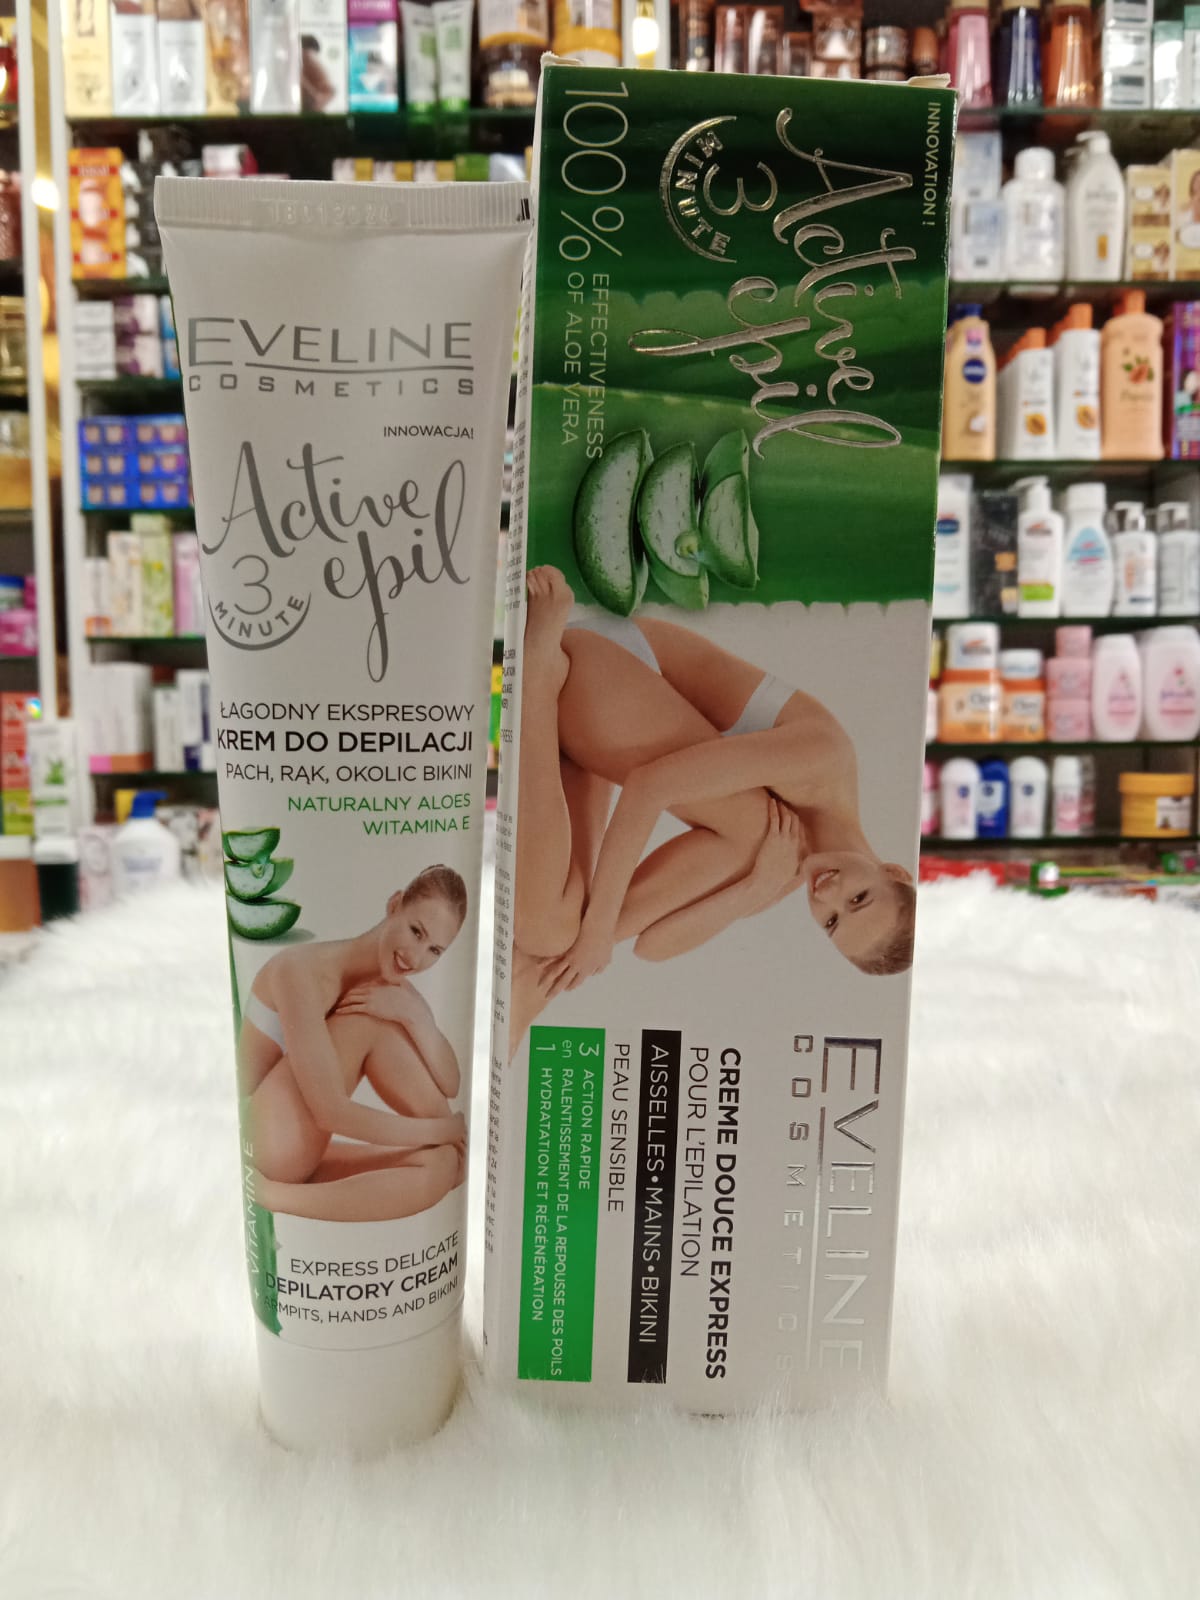 18012024
EVELINE
COSMETICS
INNOWACJA!
Active
epil
3
MINUTE
ŁAGODNY EKSPRESOWY
KREM DO DEPILACJI
PACH, RĄK, OKOLIC BIKINI
NATURALNY ALOES
WITAMINA E
+ VITAMINE
EXPRESS DELICATE
DEPILATORY CREAM
ARMPITS, HANDS AND BIKINI
INNOVATION!
Active
epil
3
MINUTE
100%
EFFECTIVENESS
OF ALOE VERA
EVELINE
COSMETICS
CREME DOUCE EXPRESS
POUR L'EPILATION
AISSELLES•MAINS•BIKINI
PEAU SENSIBLE
3 en 1
ACTION RAPIDE
RALENTISSEMENT DE LA REPOUSSE DES POILS
HYDRATATION ET RÉGÉNÉRATION